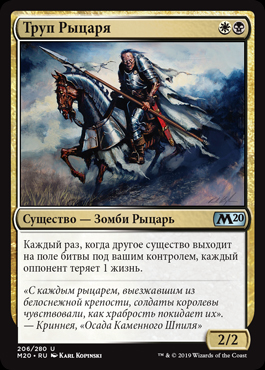 Труп Рыцаря
Существо — Зомби Рыцарь
M20
Каждый раз, когда другое существо выходит
на поле битвы под вашим контролем, каждый
оппонент теряет 1 жизнь.
«С каждым рыцарем, выезжавшим из
белоснежной крепости, солдаты королевы
чувствовали, как храбрость покидает их».
— Криннея, «Осада Каменного Шпиля»
2/2
206/280 U
M20 • RU Karl Kopinski
™ & © 2019 Wizards of the Coast